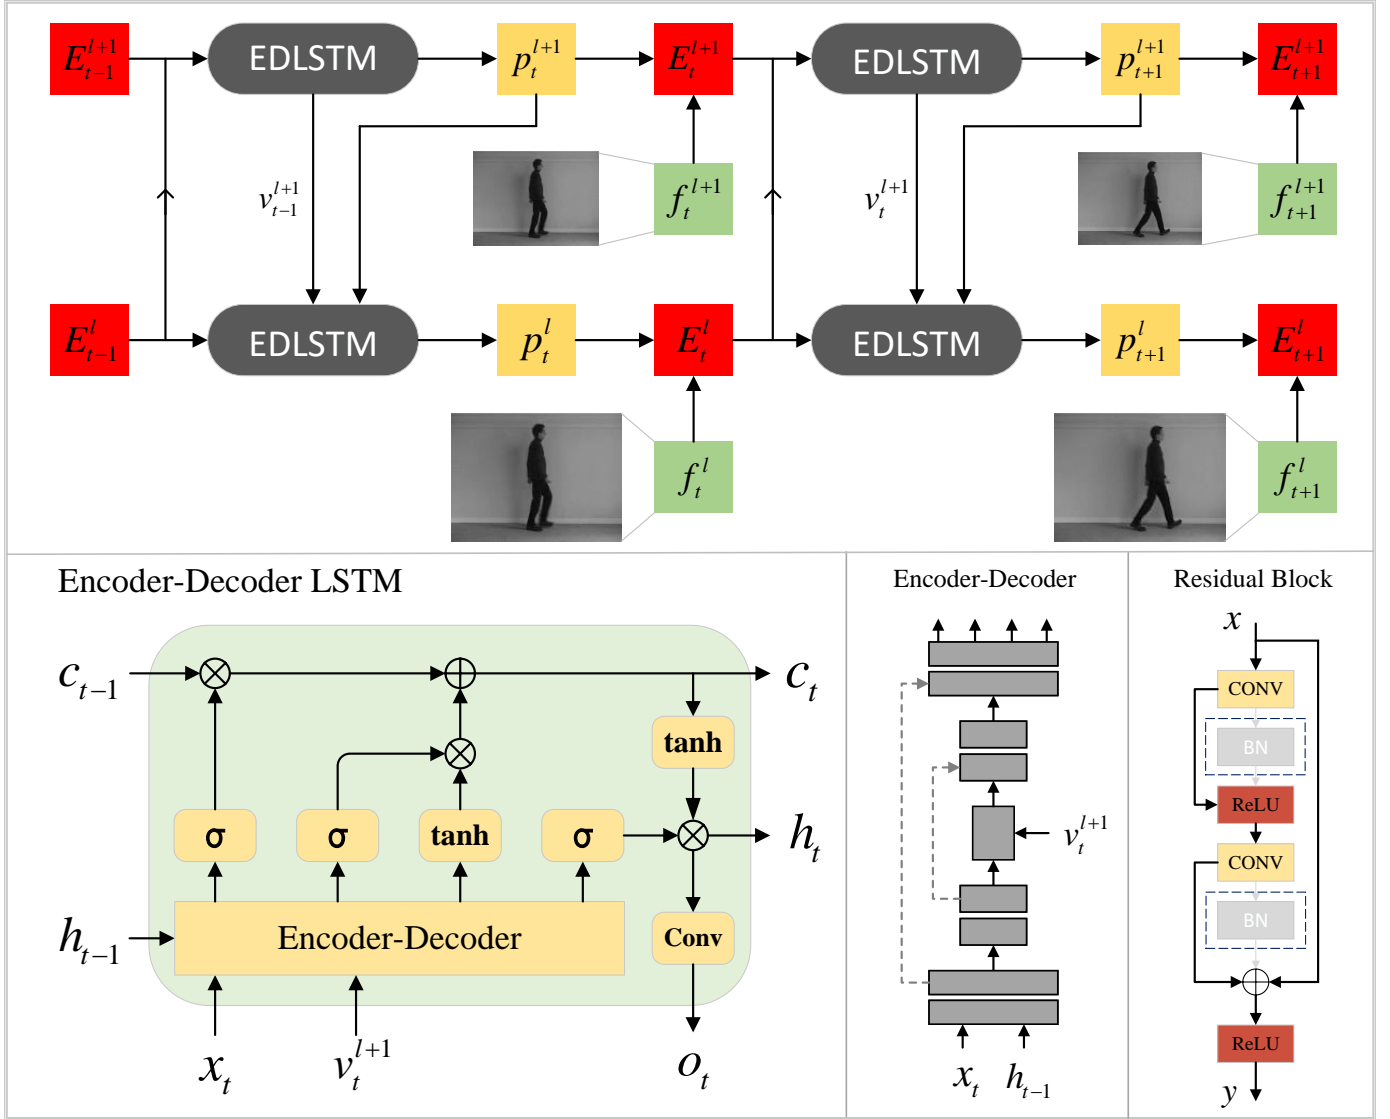 E_{t-1}^{l+1} EDLSTM p_t^{l+1} E_t^{l+1} EDLSTM p_{t+1}^{l+1} E_{t+1}^{l+1}
v_{t-1}^{l+1} f_t^{l+1} v_t^{l+1} f_{t+1}^{l+1}
E_{t-1}^l EDLSTM p_t^l E_t^l EDLSTM p_{t+1}^l E_{t+1}^l
f_t^l f_{t+1}^l
Encoder-Decoder LSTM
c_{t-1} c_t
tanh
σ σ tanh σ h_t
h_{t-1} Encoder-Decoder Conv
x_t v_t^{l+1} o_t
Encoder-Decoder
v_t^{l+1}
x_t h_{t-1}
Residual Block
x
CONV
BN
ReLU
CONV
BN
ReLU
y